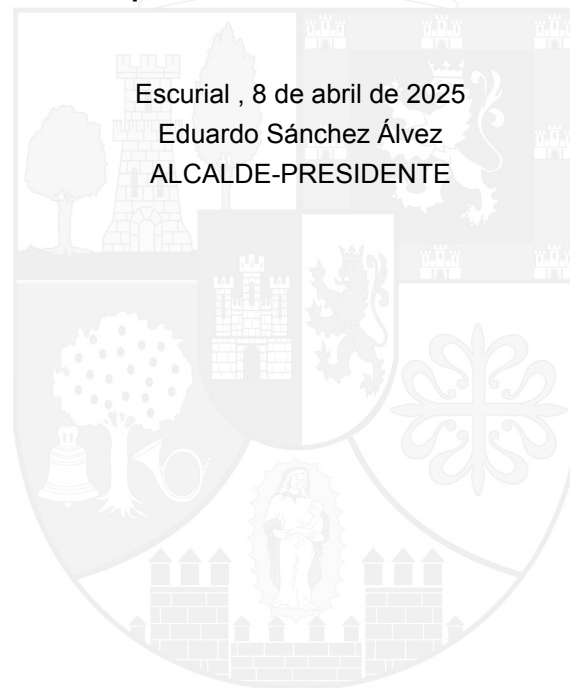 Escurial , 8 de abril de 2025
Eduardo Sánchez Álvez
ALCALDE-PRESIDENTE